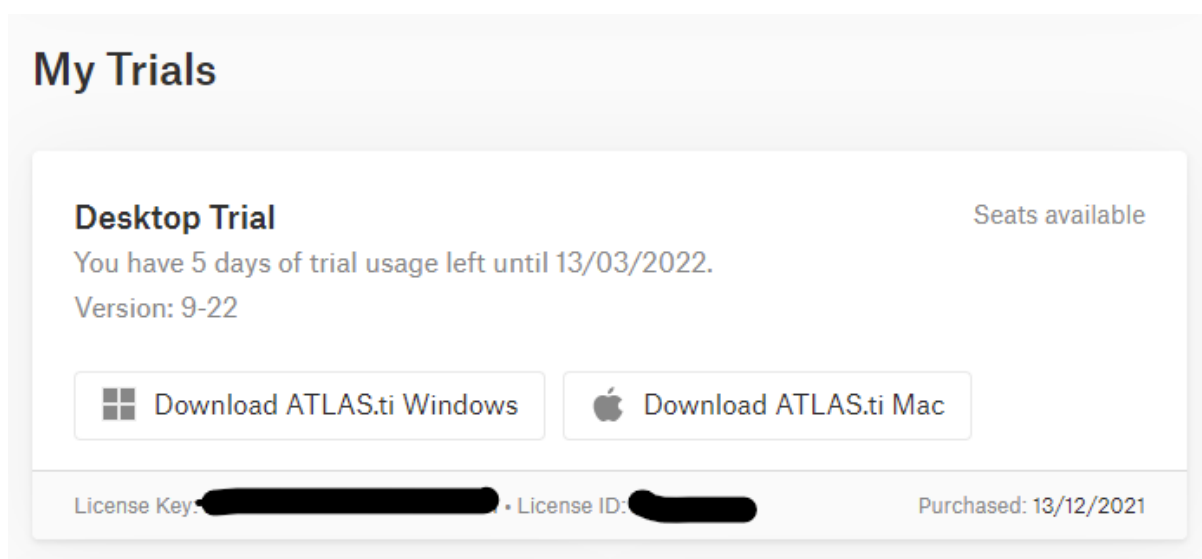 My Trials
Desktop Trial
Seats available
You have 5 days of trial usage left until 13/03/2022.
Version: 9-22
Download ATLAS.ti Windows
Download ATLAS.ti Mac
License Key: • License ID: Purchased: 13/12/2021